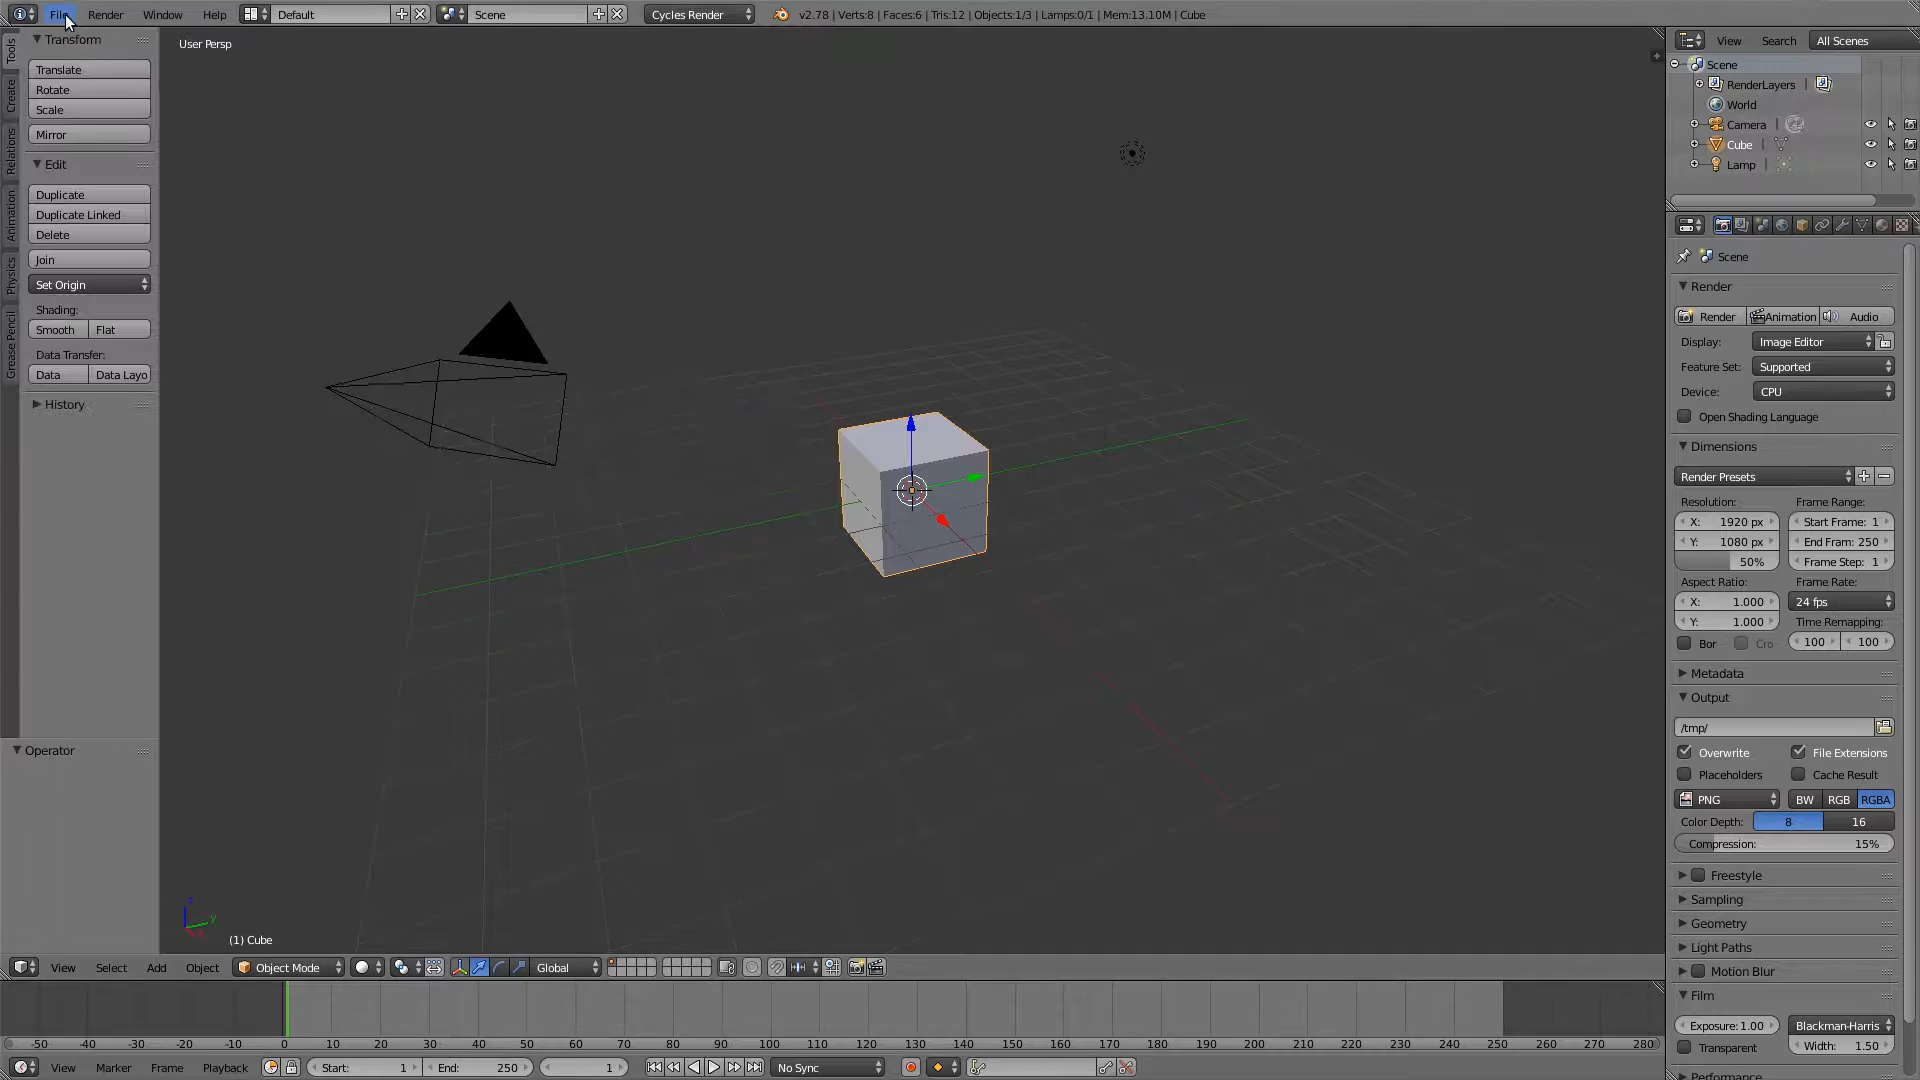 File Render Window Help Default Scene Cycles Render v2.78 | Verts:8 | Faces:6 | Tris:12 | Objects:1/3 | Lamps:0/1 | Mem:13.10M | Cube
Tools
Create
Relations
Animation
Physics
Grease Pencil
Transform
Translate
Rotate
Scale
Mirror
Edit
Duplicate
Duplicate Linked
Delete
Join
Set Origin
Shading:
Smooth Flat
Data Transfer:
Data Data Layo
History
Operator
User Persp
(1) Cube
View Select Add Object Object Mode Global
-50 -40 -30 -20 -10 0 10 20 30 40 50 60 70 80 90 100 110 120 130 140 150 160 170 180 190 200 210 220 230 240 250 260 270 280
View Marker Frame Playback Start: 1 End: 250 1 No Sync
View Search All Scenes
Scene
RenderLayers |
World
Camera |
Cube |
Lamp |
Scene
Render
Render Animation Audio
Display: Image Editor
Feature Set: Supported
Device: CPU
Open Shading Language
Dimensions
Render Presets
Resolution: Frame Range:
X: 1920 px Start Frame: 1
Y: 1080 px End Fram: 250
50% Frame Step: 1
Aspect Ratio: Frame Rate:
X: 1.000 24 fps
Y: 1.000 Time Remapping:
Bor Cro 100 100
Metadata
Output
/tmp/
Overwrite File Extensions
Placeholders Cache Result
PNG BW RGB RGBA
Color Depth: 8 16
Compression: 15%
Freestyle
Sampling
Geometry
Light Paths
Motion Blur
Film
Exposure: 1.00 Blackman-Harris
Transparent Width: 1.50
Performance